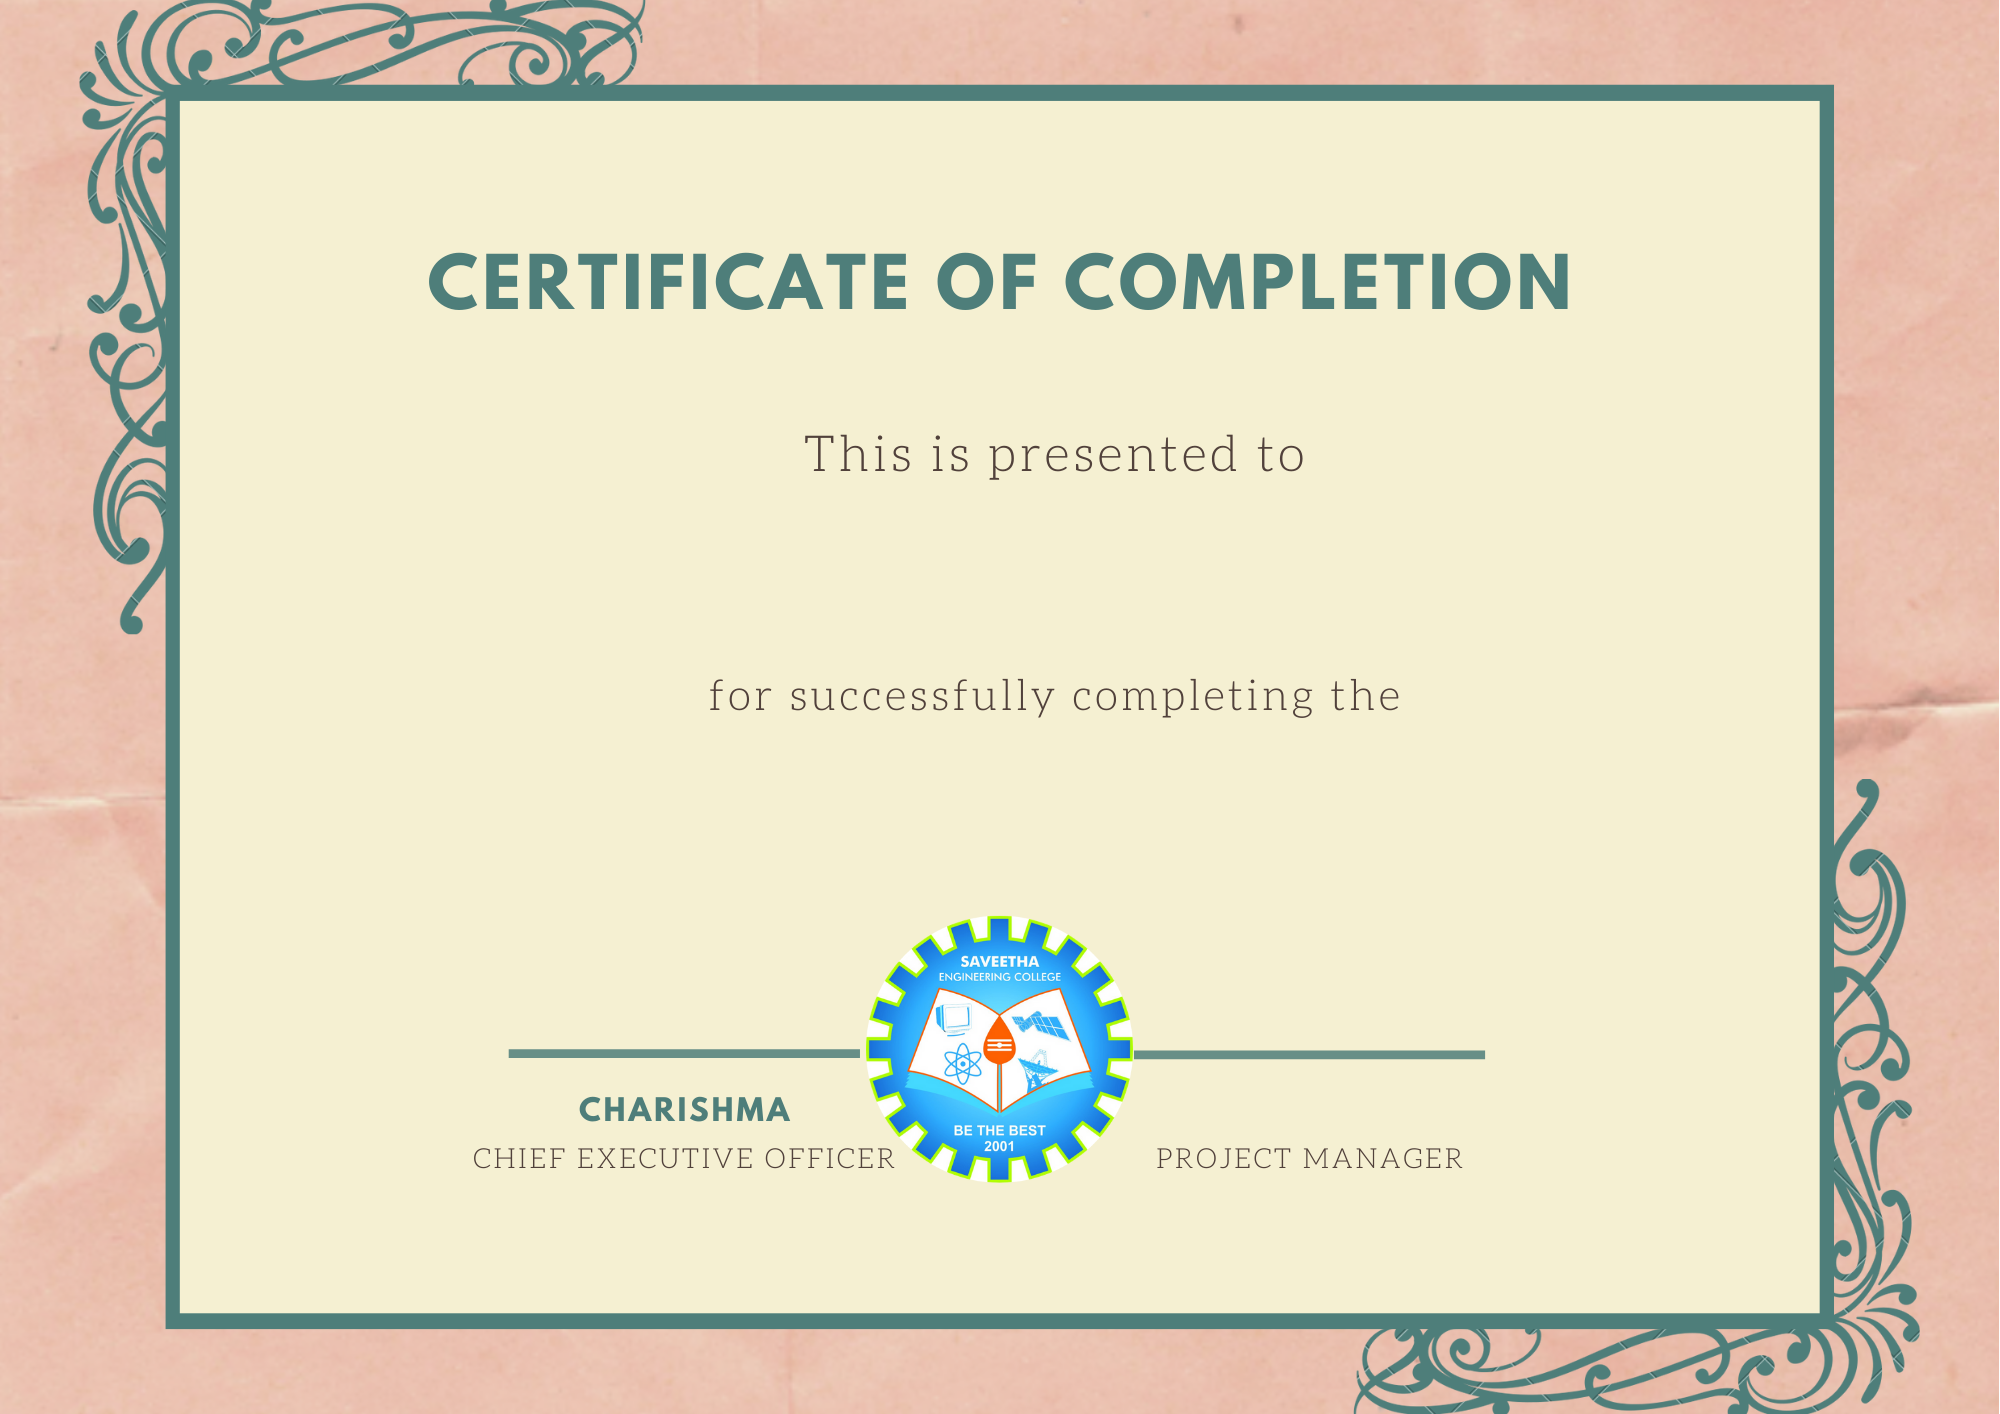 CERTIFICATE OF COMPLETION
This is presented to
for successfully completing the
SAVEETHA
ENGINEERING COLLEGE
BE THE BEST
2001
CHARISHMA
CHIEF EXECUTIVE OFFICER
PROJECT MANAGER